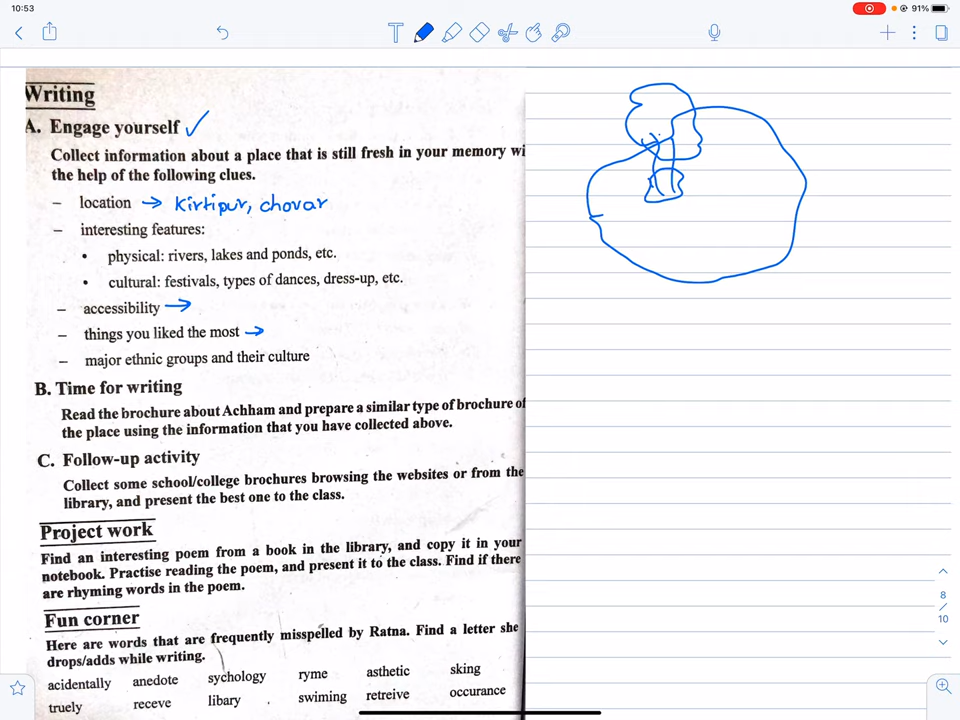 10:53
91%
Writing
A. Engage yourself ✓
Collect information about a place that is still fresh in your memory wi
the help of the following clues.
– location → Kirtipur, chovar
– interesting features:
• physical: rivers, lakes and ponds, etc.
• cultural: festivals, types of dances, dress-up, etc.
– accessibility →
– things you liked the most →
– major ethnic groups and their culture
B. Time for writing
Read the brochure about Achham and prepare a similar type of brochure of
the place using the information that you have collected above.
C. Follow-up activity
Collect some school/college brochures browsing the websites or from the
library, and present the best one to the class.
Project work
Find an interesting poem from a book in the library, and copy it in your
notebook. Practise reading the poem, and present it to the class. Find if there
are rhyming words in the poem.
Fun corner
Here are words that are frequently misspelled by Ratna. Find a letter she
drops/adds while writing.
acidentally anedote sychology ryme asthetic sking
truely receve libary swiming retreive occurance
8
/
10